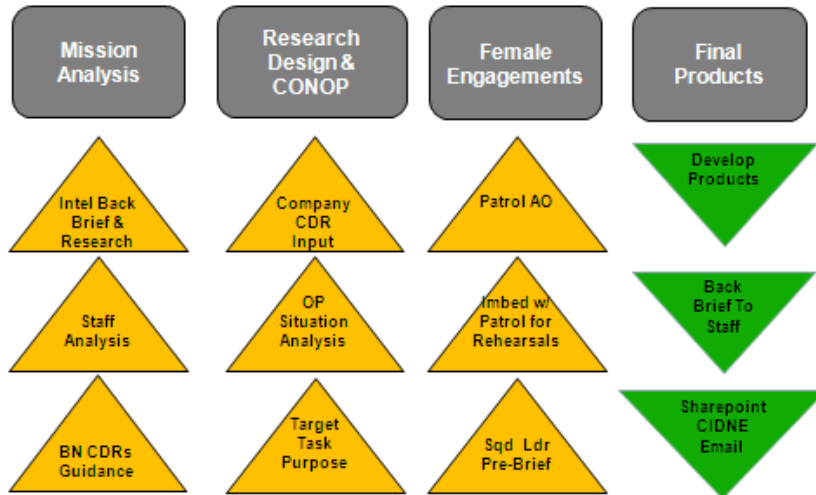 Mission
Analysis
Research
Design &
CONOP
Female
Engagements
Final
Products
Intel Back
Brief &
Research
Company
CDR
Input
Patrol AO
Develop
Products
Staff
Analysis
OP
Situation
Analysis
Imbed w/
Patrol for
Rehearsals
Back
Brief To
Staff
BN CDRs
Guidance
Target
Task
Purpose
Sqd Ldr
Pre-Brief
Sharepoint
CIDNE
Email